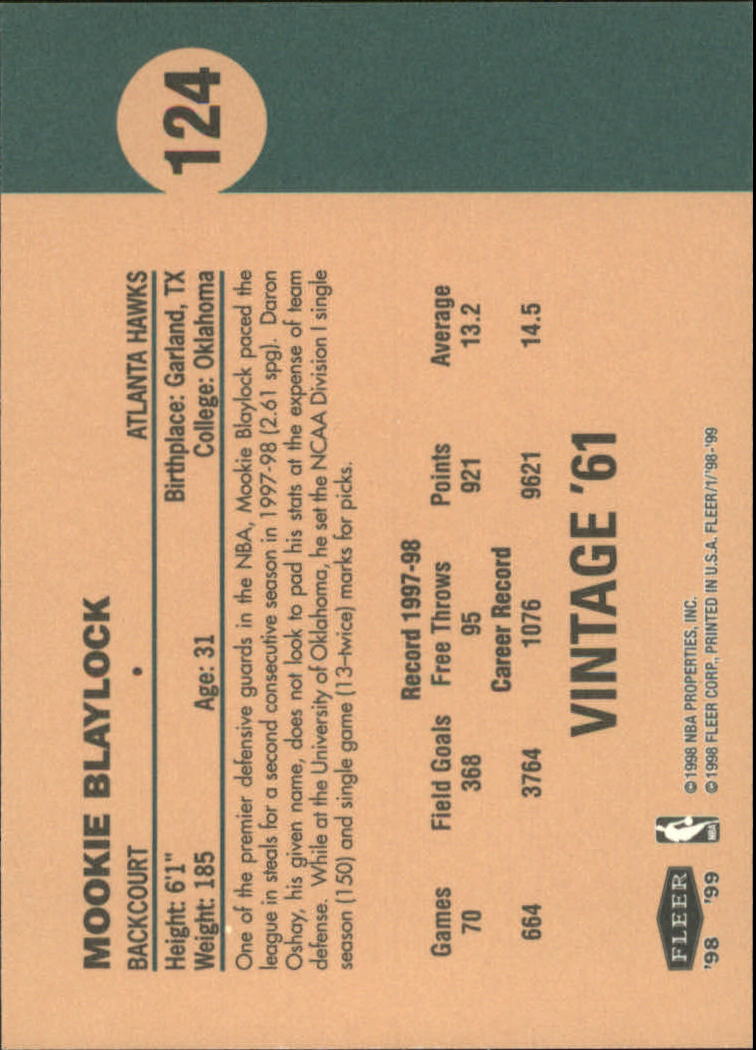 124
MOOKIE BLAYLOCK
BACKCOURT • ATLANTA HAWKS
Height: 6'1" Birthplace: Garland, TX
Weight: 185 Age: 31 College: Oklahoma
One of the premier defensive guards in the NBA, Mookie Blaylock paced the
league in steals for a second consecutive season in 1997-98 (2.61 spg). Daron
Oshay, his given name, does not look to pad his stats at the expense of team
defense. While at the University of Oklahoma, he set the NCAA Division I single
season (150) and single game (13–twice) marks for picks.
Record 1997-98
Games Field Goals Free Throws Points Average
70 368 95 921 13.2
Career Record
664 3764 1076 9621 14.5
VINTAGE '61
FLEER
'98 '99
NBA
©1998 NBA PROPERTIES, INC.
©1998 FLEER CORP., PRINTED IN U.S.A. FLEER/1/'98-'99